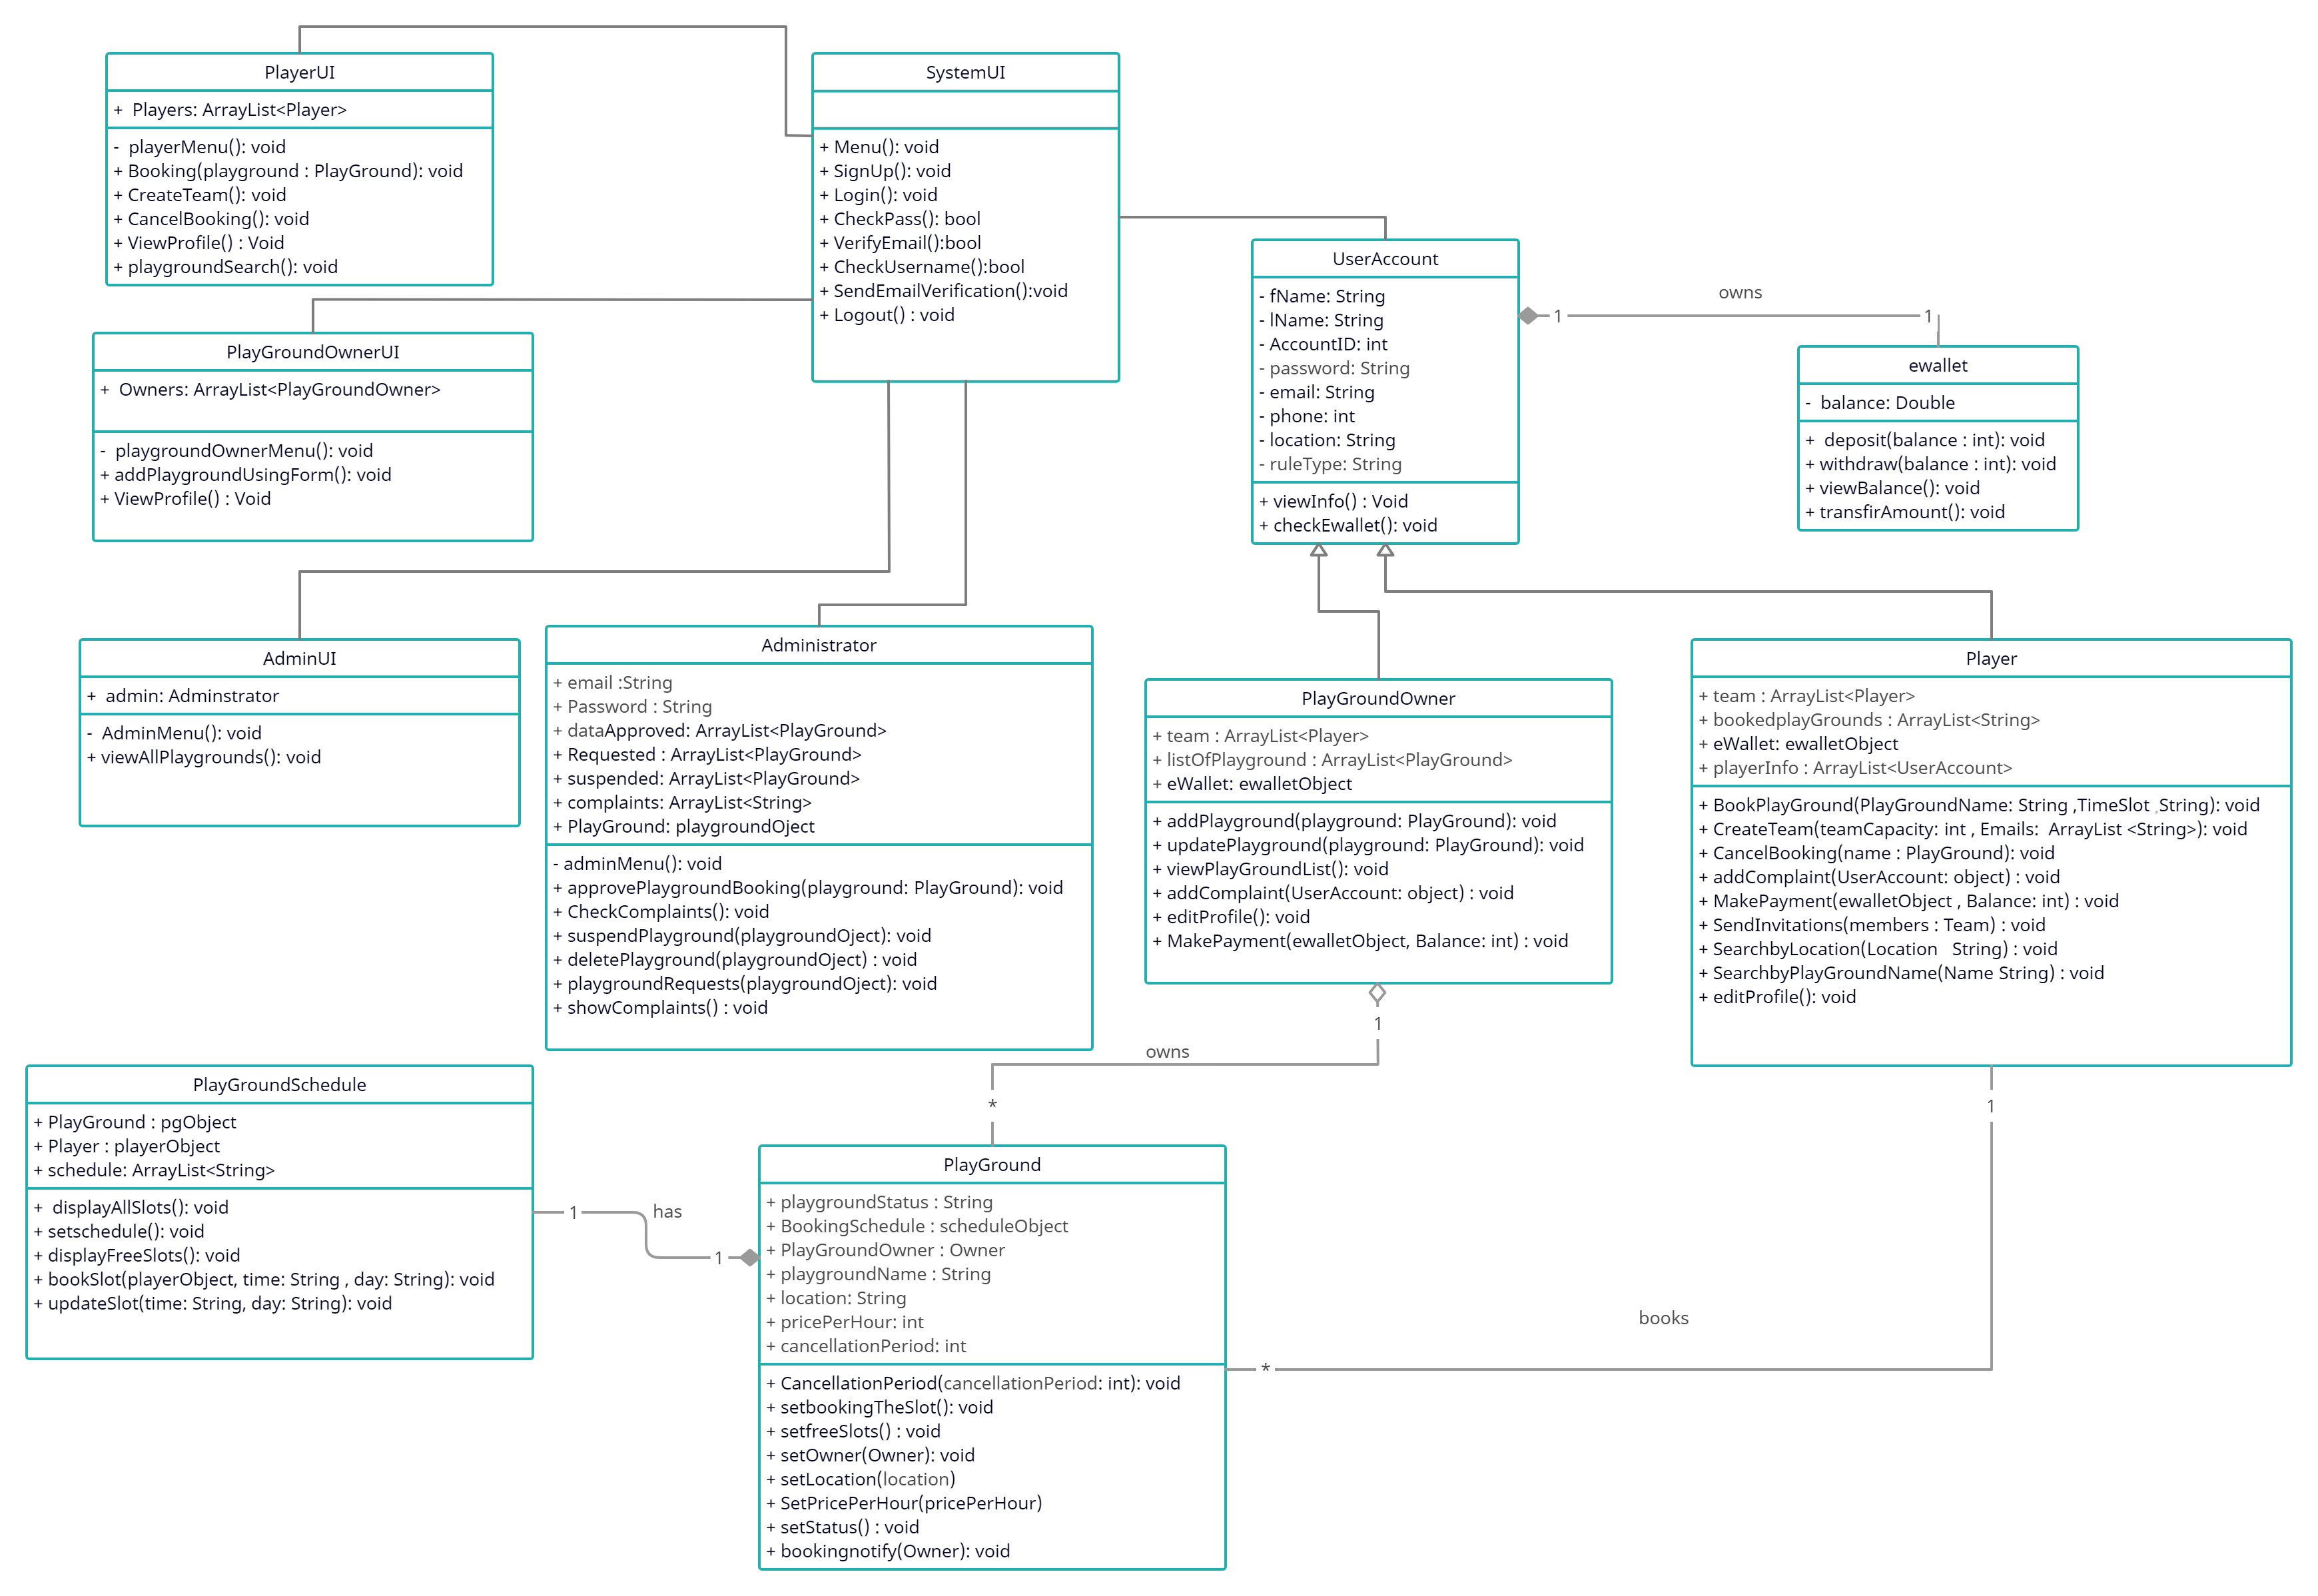 PlayerUI
+  Players: ArrayList<Player>
-  playerMenu(): void
+ Booking(playground : PlayGround): void
+ CreateTeam(): void
+ CancelBooking(): void
+ ViewProfile() : Void
+ playgroundSearch(): void
SystemUI
+ Menu(): void
+ SignUp(): void
+ Login(): void
+ CheckPass(): bool
+ VerifyEmail():bool
+ CheckUsername():bool
+ SendEmailVerification():void
+ Logout() : void
UserAccount
- fName: String
- lName: String
- AccountID: int
- password: String
- email: String
- phone: int
- location: String
- ruleType: String
+ viewInfo() : Void
+ checkEwallet(): void
owns
1
1
ewallet
-  balance: Double
+  deposit(balance : int): void
+ withdraw(balance : int): void
+ viewBalance(): void
+ transfirAmount(): void
PlayGroundOwnerUI
+  Owners: ArrayList<PlayGroundOwner>
-  playgroundOwnerMenu(): void
+ addPlaygroundUsingForm(): void
+ ViewProfile() : Void
AdminUI
+  admin: Adminstrator
-  AdminMenu(): void
+ viewAllPlaygrounds(): void
Administrator
+ email :String
+ Password : String
+ dataApproved: ArrayList<PlayGround>
+ Requested : ArrayList<PlayGround>
+ suspended: ArrayList<PlayGround>
+ complaints: ArrayList<String>
+ PlayGround: playgroundOject
- adminMenu(): void
+ approvePlaygroundBooking(playground: PlayGround): void
+ CheckComplaints(): void
+ suspendPlayground(playgroundOject): void
+ deletePlayground(playgroundOject) : void
+ playgroundRequests(playgroundOject): void
+ showComplaints() : void
PlayGroundOwner
+ team : ArrayList<Player>
+ listOfPlayground : ArrayList<PlayGround>
+ eWallet: ewalletObject
+ addPlayground(playground: PlayGround): void
+ updatePlayground(playground: PlayGround): void
+ viewPlayGroundList(): void
+ addComplaint(UserAccount: object) : void
+ editProfile(): void
+ MakePayment(ewalletObject, Balance: int) : void
Player
+ team : ArrayList<Player>
+ bookedplayGrounds : ArrayList<String>
+ eWallet: ewalletObject
+ playerInfo : ArrayList<UserAccount>
+ BookPlayGround(PlayGroundName: String ,TimeSlot ,String): void
+ CreateTeam(teamCapacity: int , Emails:  ArrayList <String>): void
+ CancelBooking(name : PlayGround): void
+ addComplaint(UserAccount: object) : void
+ MakePayment(ewalletObject , Balance: int) : void
+ SendInvitations(members : Team) : void
+ SearchbyLocation(Location   String) : void
+ SearchbyPlayGroundName(Name String) : void
+ editProfile(): void
1
owns
*
1
PlayGroundSchedule
+ PlayGround : pgObject
+ Player : playerObject
+ schedule: ArrayList<String>
+  displayAllSlots(): void
+ setschedule(): void
+ displayFreeSlots(): void
+ bookSlot(playerObject, time: String , day: String): void
+ updateSlot(time: String, day: String): void
1
has
1
PlayGround
+ playgroundStatus : String
+ BookingSchedule : scheduleObject
+ PlayGroundOwner : Owner
+ playgroundName : String
+ location: String
+ pricePerHour: int
+ cancellationPeriod: int
+ CancellationPeriod(cancellationPeriod: int): void
+ setbookingTheSlot(): void
+ setfreeSlots() : void
+ setOwner(Owner): void
+ setLocation(location)
+ SetPricePerHour(pricePerHour)
+ setStatus() : void
+ bookingnotify(Owner): void
books
*